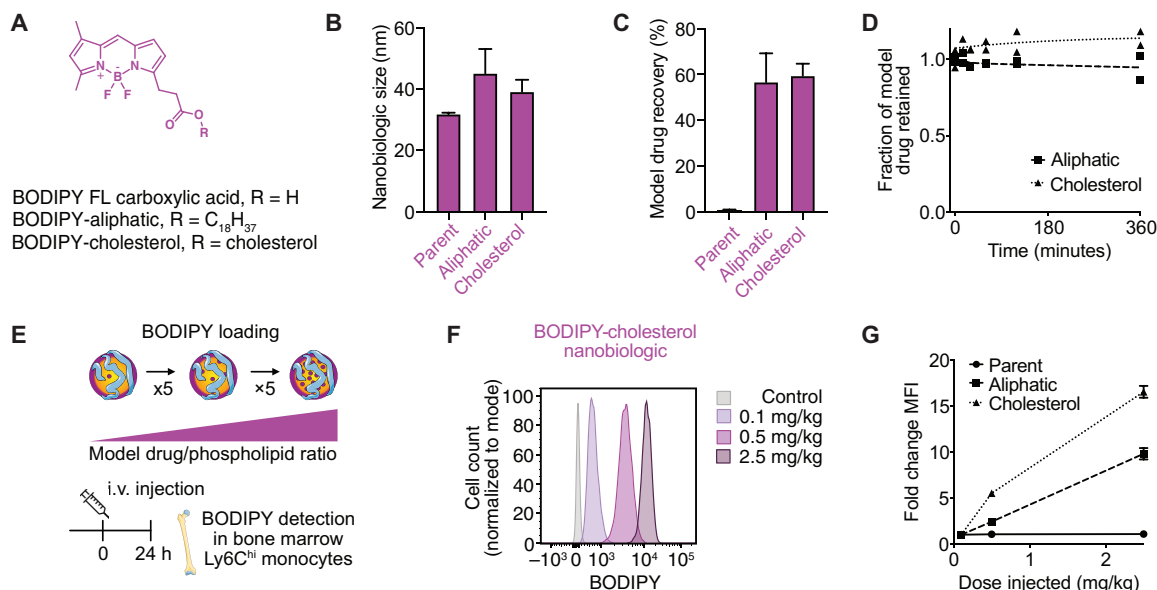 A
N
+
B
-
N
F
F
O
O
R
BODIPY FL carboxylic acid, R = H
BODIPY-aliphatic, R = C₁₈H₃₇
BODIPY-cholesterol, R = cholesterol
B
Nanobiologic size (nm)
60
40
20
0
Parent
Aliphatic
Cholesterol
C
Model drug recovery (%)
80
60
40
20
0
Parent
Aliphatic
Cholesterol
D
Fraction of model
drug retained
1.0
0.5
0.0
Aliphatic
Cholesterol
0
180
360
Time (minutes)
E
BODIPY loading
x5
×5
Model drug/phospholipid ratio
i.v. injection
0
24 h
BODIPY detection
in bone marrow
Ly6Cʰⁱ monocytes
F
BODIPY-cholesterol
nanobiologic
Cell count
(normalized to mode)
100
80
60
40
20
0
−10³
0
10³
10⁴
10⁵
BODIPY
Control
0.1 mg/kg
0.5 mg/kg
2.5 mg/kg
G
Fold change MFI
20
15
10
5
0
Parent
Aliphatic
Cholesterol
0
1
2
Dose injected (mg/kg)